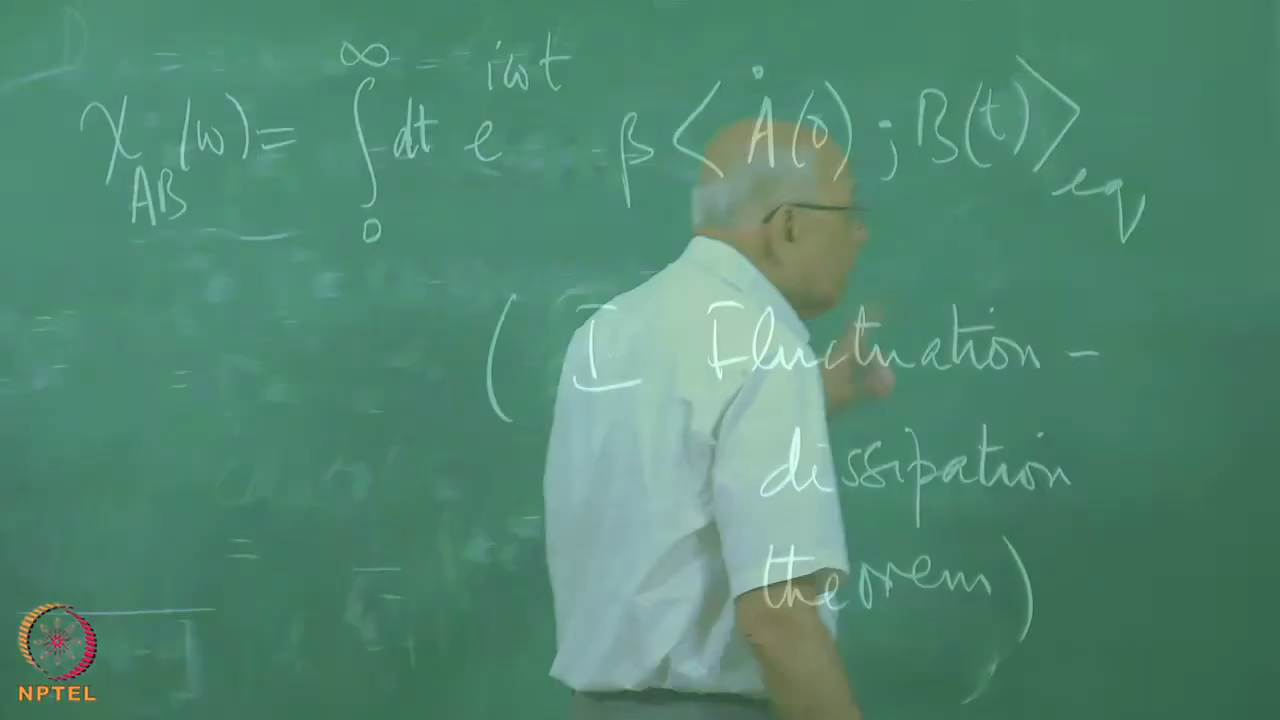 χ_AB(ω) = ∫_0^∞ dt e^{iωt} β⟨Ȧ(0) ; B(t)⟩_eq
(I Fluctuation-
dissipation
theorem)
NPTEL